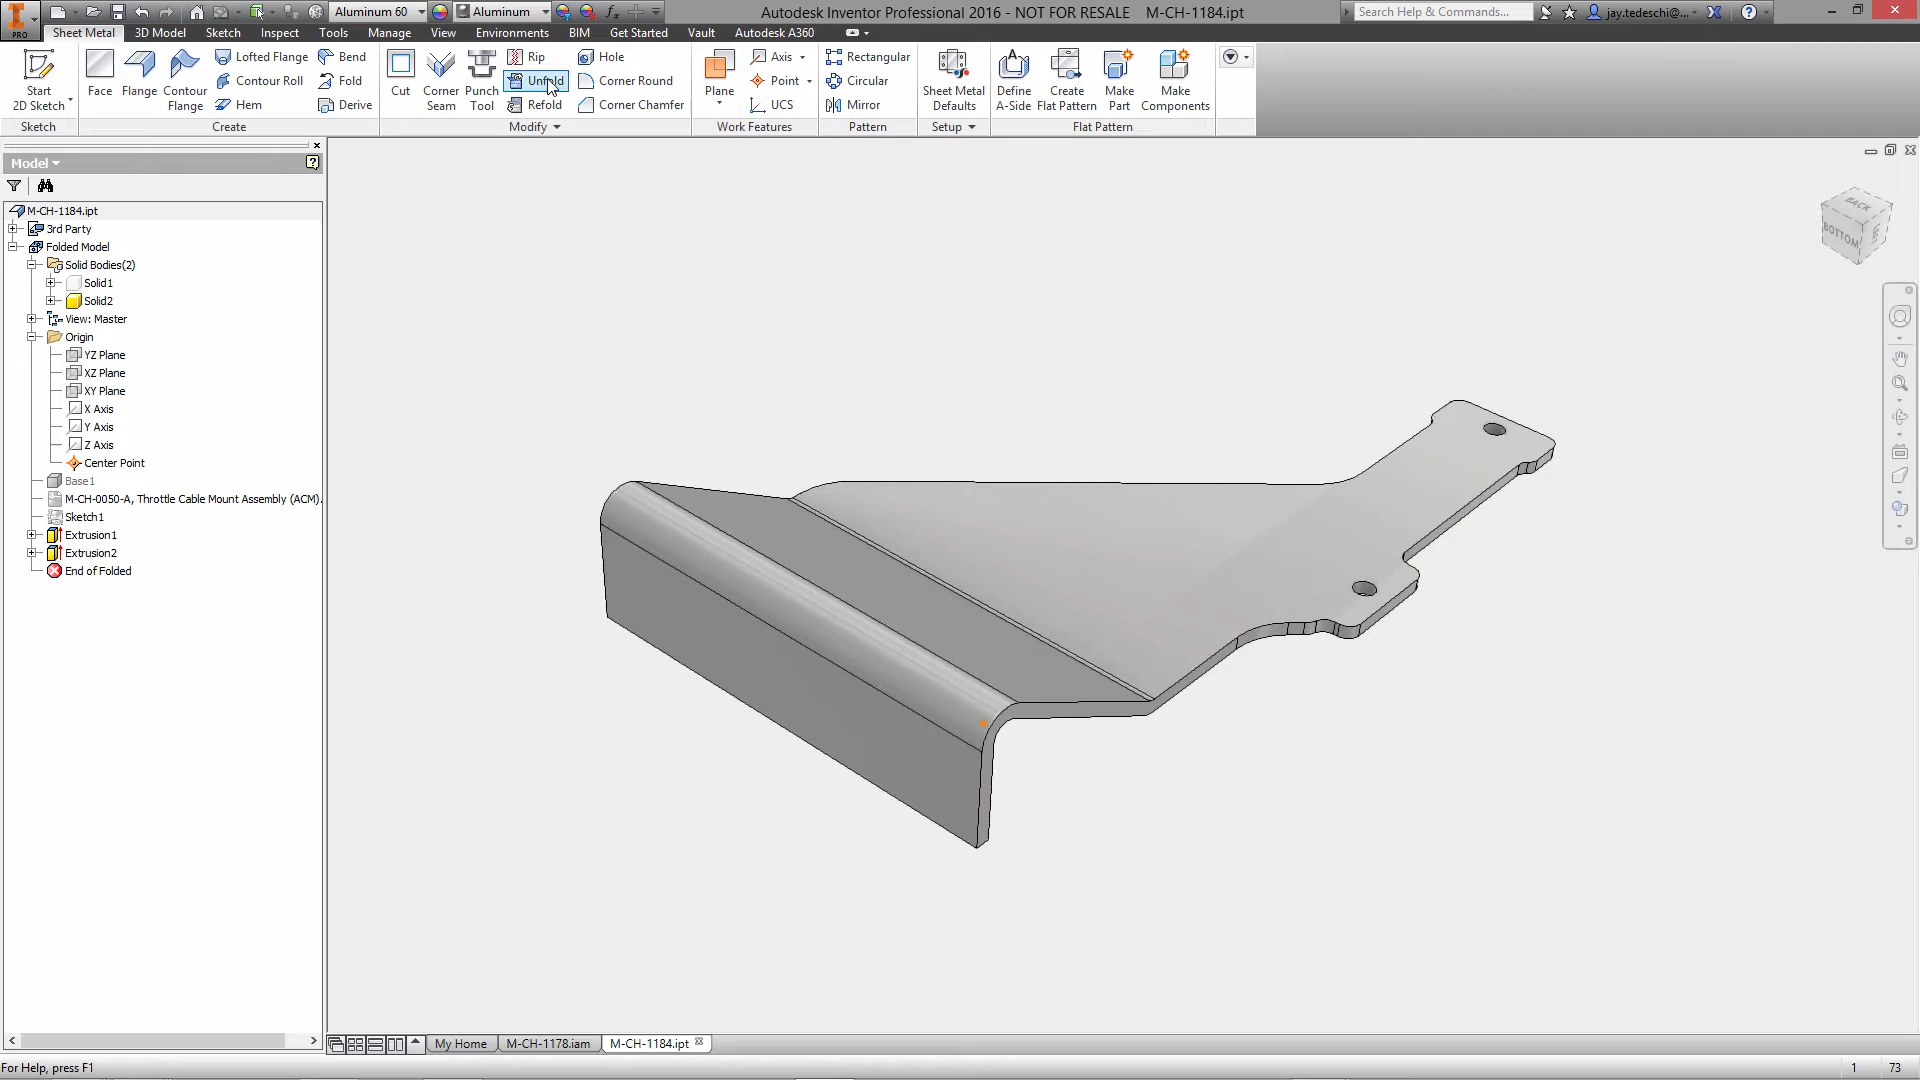 Aluminum 60
Aluminum
fx
Autodesk Inventor Professional 2016 - NOT FOR RESALE M-CH-1184.ipt
Search Help & Commands...
jay.tedeschi@...
PRO
Sheet Metal
3D Model
Sketch
Inspect
Tools
Manage
View
Environments
BIM
Get Started
Vault
Autodesk A360
Start
2D Sketch
Face
Flange
Contour
Flange
Lofted Flange
Contour Roll
Hem
Bend
Fold
Derive
Cut
Corner
Seam
Punch
Tool
Rip
Unfold
Refold
Hole
Corner Round
Corner Chamfer
Plane
Axis
Point
UCS
Rectangular
Circular
Mirror
Sheet Metal
Defaults
Define
A-Side
Create
Flat Pattern
Make
Part
Make
Components
Sketch
Create
Modify
Work Features
Pattern
Setup
Flat Pattern
Model
M-CH-1184.ipt
3rd Party
Folded Model
Solid Bodies(2)
Solid1
Solid2
View: Master
Origin
YZ Plane
XZ Plane
XY Plane
X Axis
Y Axis
Z Axis
Center Point
Base1
M-CH-0050-A, Throttle Cable Mount Assembly (ACM).
Sketch1
Extrusion1
Extrusion2
End of Folded
BACK
BOTTOM
My Home
M-CH-1178.iam
M-CH-1184.ipt
For Help, press F1
1
73